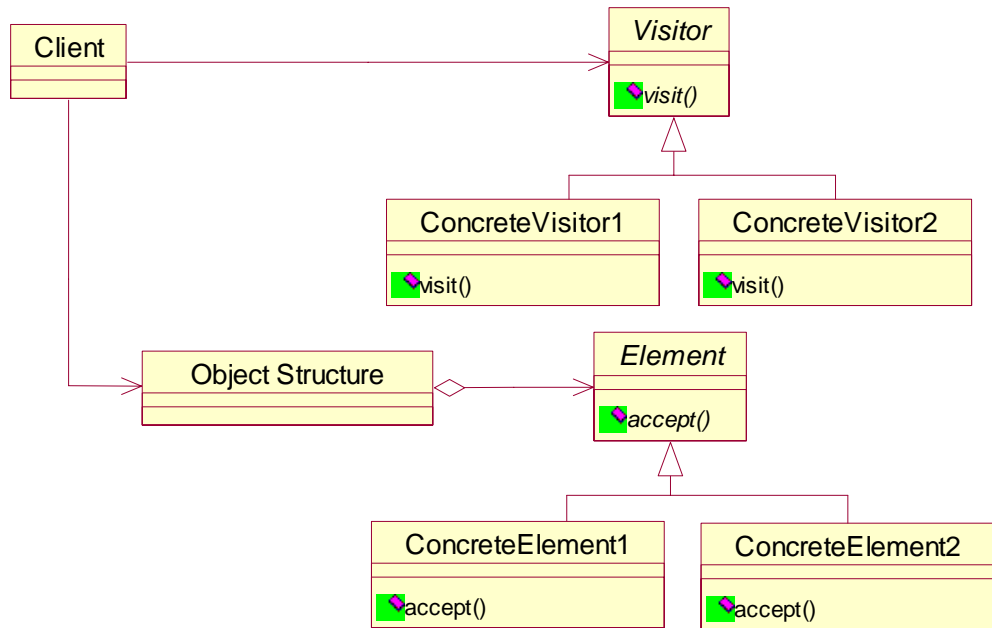 Client
Visitor
visit()
ConcreteVisitor1
visit()
ConcreteVisitor2
visit()
Object Structure
Element
accept()
ConcreteElement1
accept()
ConcreteElement2
accept()